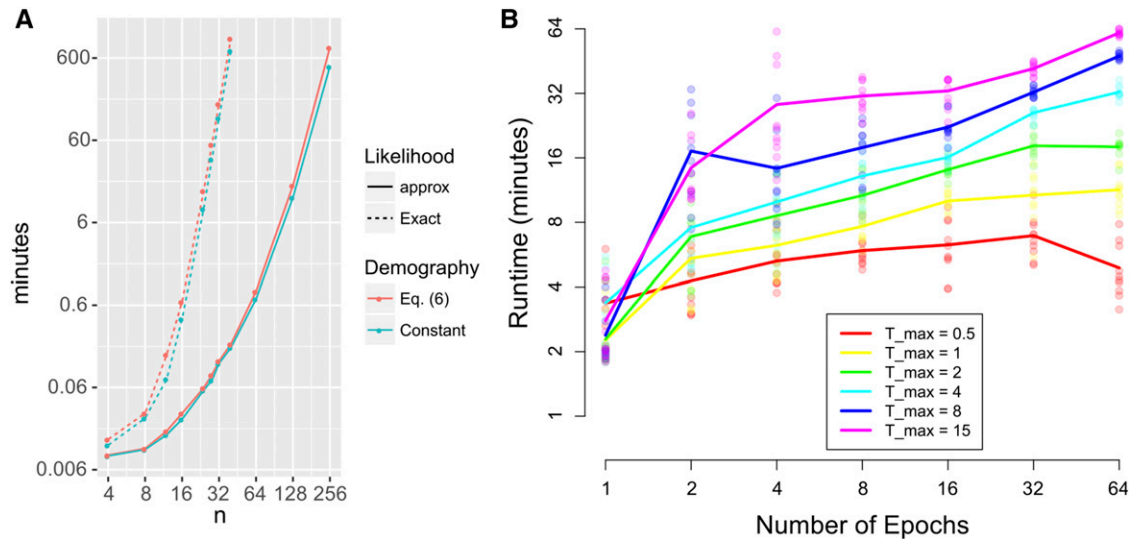 A
600
60
6
0.6
0.06
0.006
minutes
4 8 16 32 64 128 256
n
Likelihood
approx
Exact
Demography
Eq. (6)
Constant
B
64
32
16
8
4
2
1
Runtime (minutes)
T_max = 0.5
T_max = 1
T_max = 2
T_max = 4
T_max = 8
T_max = 15
1 2 4 8 16 32 64
Number of Epochs